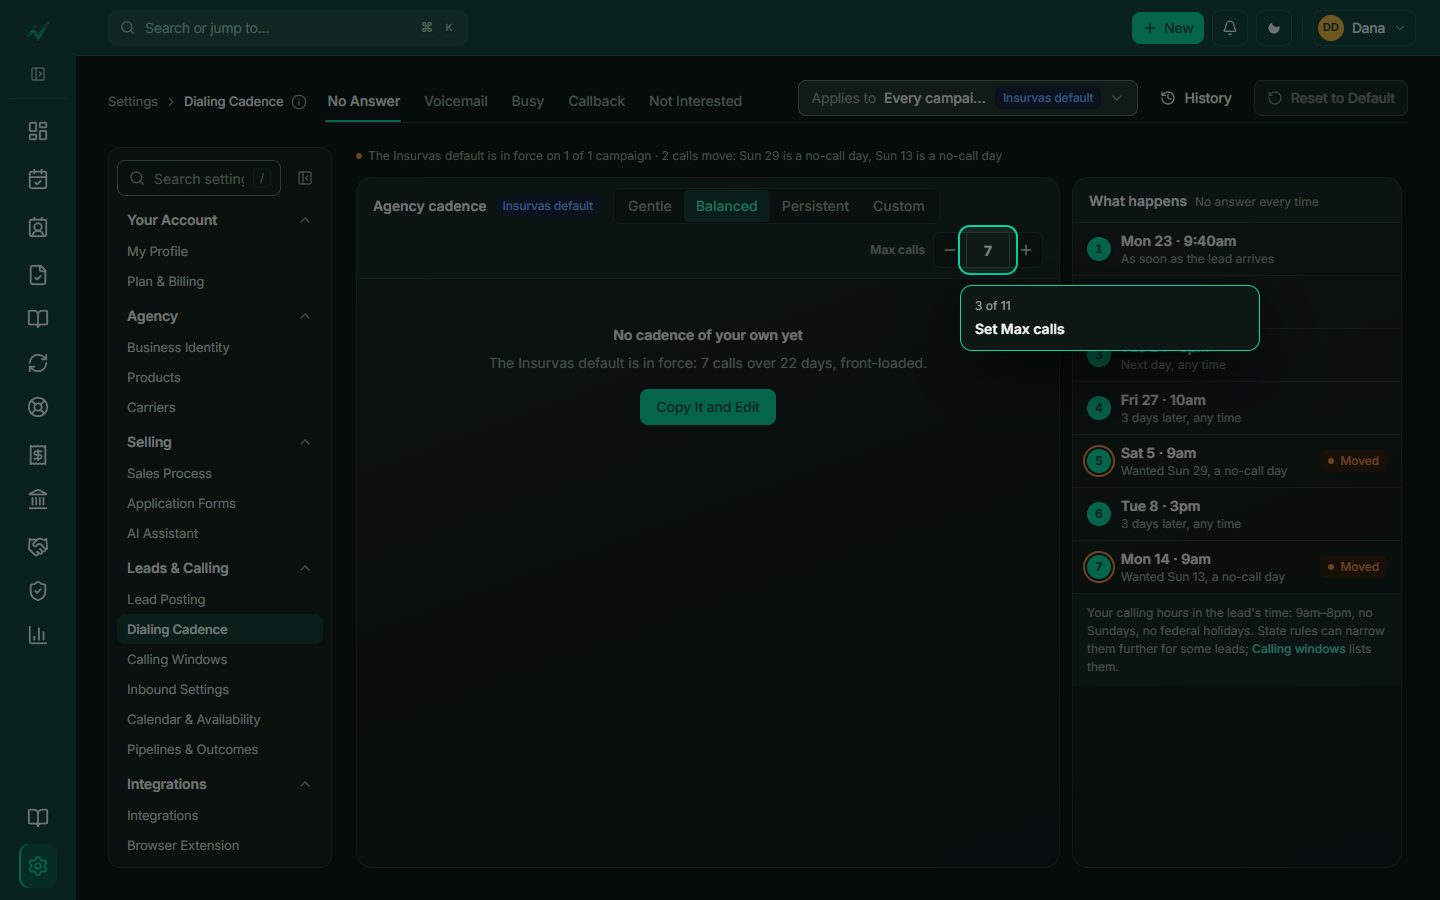 Search or jump to...
⌘ K
New
DD
Dana
Settings
Dialing Cadence
No Answer
Voicemail
Busy
Callback
Not Interested
Applies to Every campai...
Insurvas default
History
Reset to Default
Search setting
/
The Insurvas default is in force on 1 of 1 campaign · 2 calls move: Sun 29 is a no-call day, Sun 13 is a no-call day
Your Account
My Profile
Plan & Billing
Agency
Business Identity
Products
Carriers
Selling
Sales Process
Application Forms
AI Assistant
Leads & Calling
Lead Posting
Dialing Cadence
Calling Windows
Inbound Settings
Calendar & Availability
Pipelines & Outcomes
Integrations
Integrations
Browser Extension
Agency cadence
Insurvas default
Gentle
Balanced
Persistent
Custom
Max calls
7
3 of 11
Set Max calls
No cadence of your own yet
The Insurvas default is in force: 7 calls over 22 days, front-loaded.
Copy It and Edit
What happens
No answer every time
1
Mon 23 · 9:40am
As soon as the lead arrives
3
Next day, any time
4
Fri 27 · 10am
3 days later, any time
5
Sat 5 · 9am
Wanted Sun 29, a no-call day
Moved
6
Tue 8 · 3pm
3 days later, any time
7
Mon 14 · 9am
Wanted Sun 13, a no-call day
Moved
Your calling hours in the lead's time: 9am–8pm, no
Sundays, no federal holidays. State rules can narrow
them further for some leads; Calling windows lists
them.